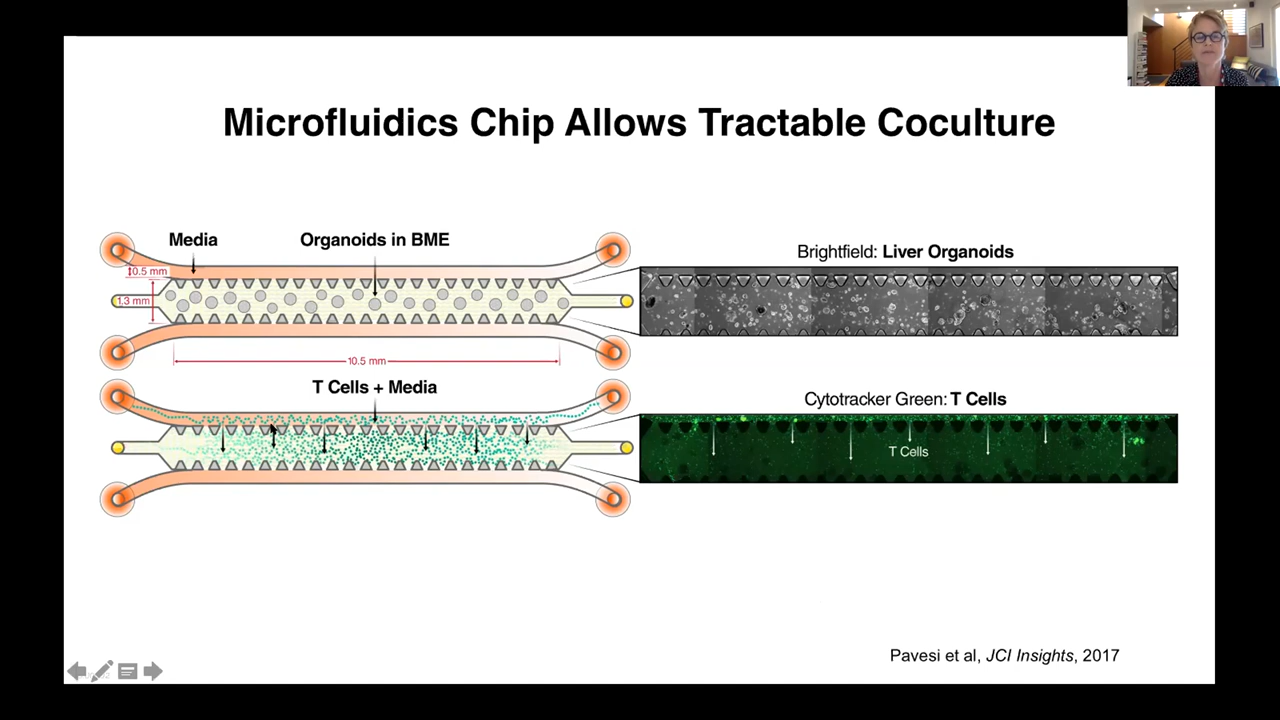 Microfluidics Chip Allows Tractable Coculture
Media
Organoids in BME
0.5 mm
1.3 mm
10.5 mm
Brightfield: Liver Organoids
T Cells + Media
Cytotracker Green: T Cells
T Cells
Pavesi et al, JCI Insights, 2017